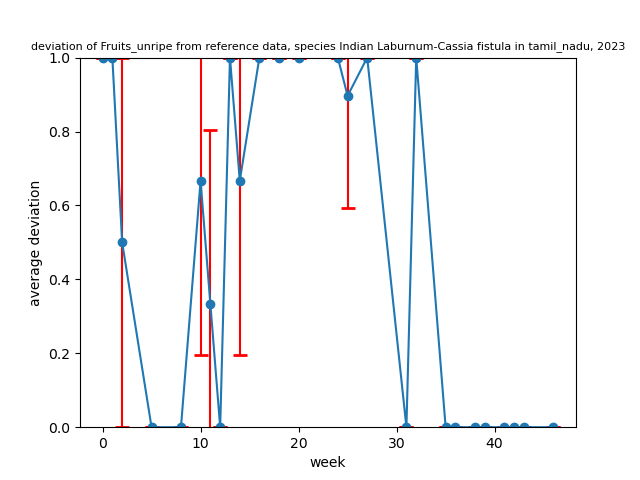 deviation of Fruits_unripe from reference data, species Indian Laburnum-Cassia fistula in tamil_nadu, 2023
1.0
0.8
0.6
0.4
0.2
0.0
average deviation
0 10 20 30 40
week